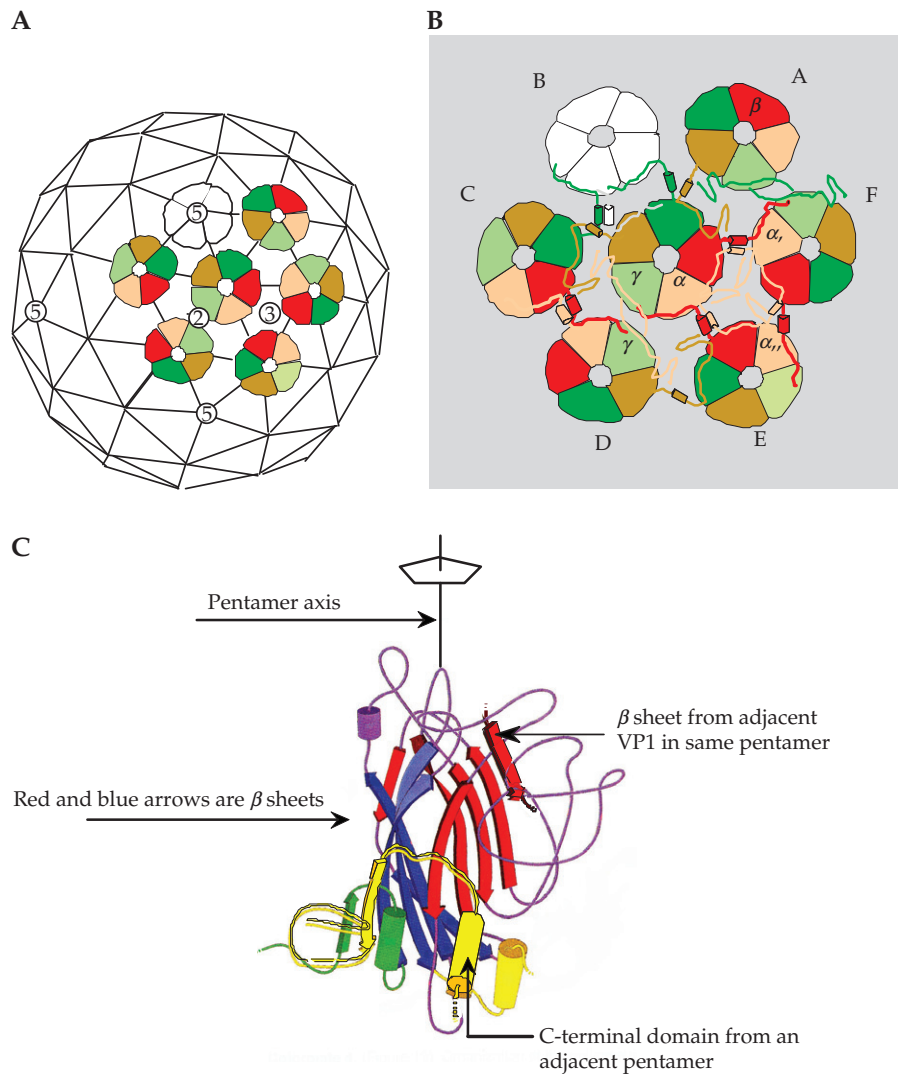 A
5
5
2
3
5
B
B
A
β
C
F
α,
γ
α
γ
α,,
D
E
C
Pentamer axis
β sheet from adjacent
VP1 in same pentamer
Red and blue arrows are β sheets
C-terminal domain from an
adjacent pentamer